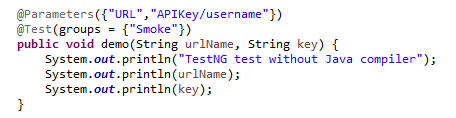 @Parameters({"URL","APIKey/username"})
@Test(groups = {"Smoke"})
public void demo(String urlName, String key) {
System.out.println("TestNG test without Java compiler");
System.out.println(urlName);
System.out.println(key);
}